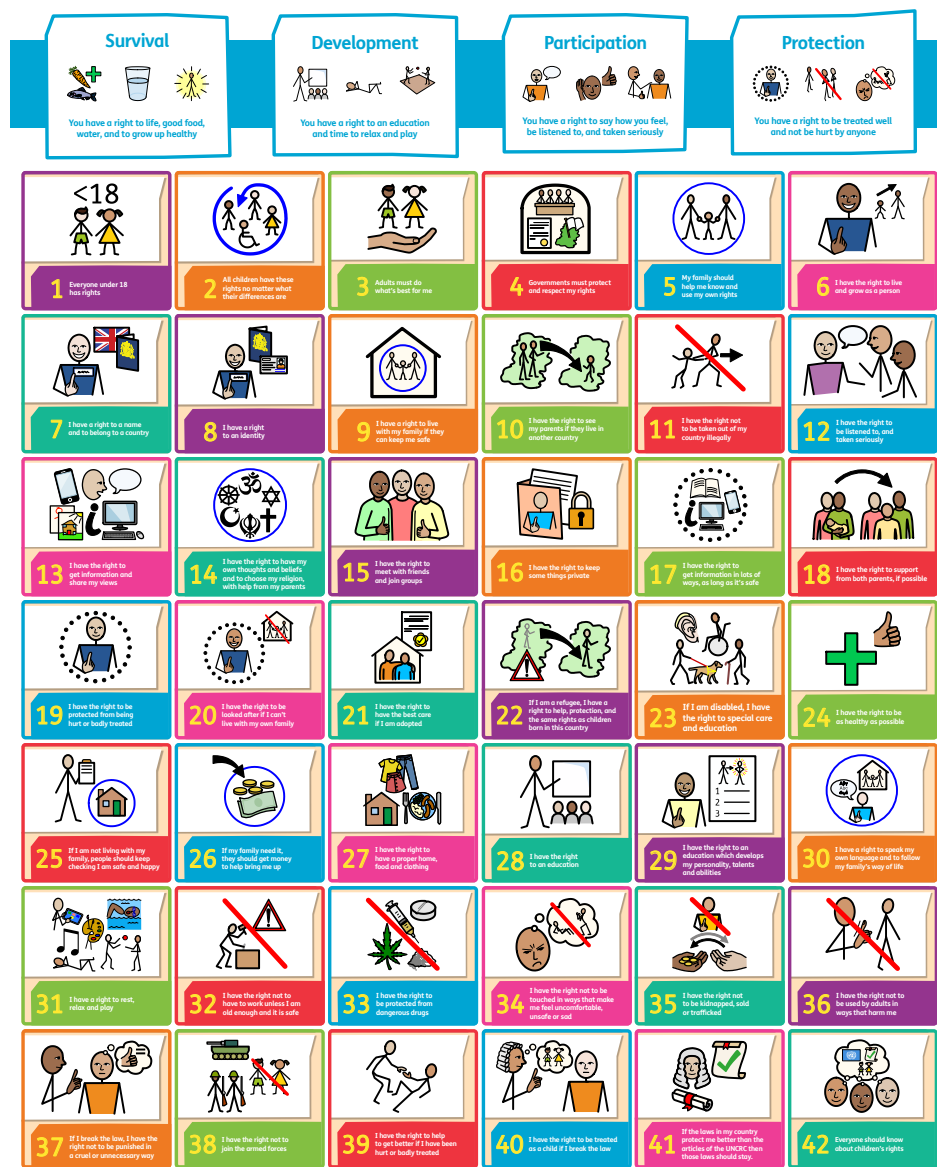 Survival
You have a right to life, good food,
water, and to grow up healthy
Development
You have a right to an education
and time to relax and play
Participation
You have a right to say how you feel,
be listened to, and taken seriously
Protection
You have a right to be treated well
and not be hurt by anyone
<18
1
Everyone under 18
has rights
2
All children have these
rights no matter what
their differences are
3
Adults must do
what's best for me
4
Governments must protect
and respect my rights
5
My family should
help me know and
use my own rights
6
I have the right to live
and grow as a person
7
I have a right to a name
and to belong to a country
8
I have a right
to an identity
9
I have a right to live
with my family if they
can keep me safe
10
I have the right to see
my parents if they live in
another country
11
I have the right not
to be taken out of my
country illegally
12
I have the right to
be listened to, and
taken seriously
13
I have the right to
get information and
share my views
14
I have the right to have my
own thoughts and beliefs
and to choose my religion,
with help from my parents
15
I have the right to
meet with friends
and join groups
16
I have the right to keep
some things private
17
I have the right to
get information in lots of
ways, as long as it's safe
18
I have the right to support
from both parents, if possible
19
I have the right to be
protected from being
hurt or badly treated
20
I have the right to be
looked after if I can't
live with my own family
21
I have the right to
have the best care
if I am adopted
22
If I am a refugee, I have a
right to help, protection, and
the same rights as children
born in this country
23
If I am disabled, I have
the right to special care
and education
24
I have the right to be
as healthy as possible
25
If I am not living with my
family, people should keep
checking I am safe and happy
26
If my family need it,
they should get money
to help bring me up
27
I have the right to
have a proper home,
food and clothing
28
I have the right
to an education
1
2
3
29
I have the right to an
education which develops
my personality, talents
and abilities
30
I have a right to speak my
own language and to follow
my family's way of life
31
I have a right to rest,
relax and play
32
I have the right not to
have to work unless I am
old enough and it is safe
33
I have the right to
be protected from
dangerous drugs
34
I have the right not to be
touched in ways that make
me feel uncomfortable,
unsafe or sad
35
I have the right not
to be kidnapped, sold
or trafficked
36
I have the right not to
be used by adults in
ways that harm me
37
If I break the law, I have the
right not to be punished in
a cruel or unnecessary way
38
I have the right not to
join the armed forces
39
I have the right to help
to get better if I have been
hurt or badly treated
40
I have the right to be treated
as a child if I break the law
41
If the laws in my country
protect me better than the
articles of the UNCRC then
those laws should stay.
42
Everyone should know
about children's rights